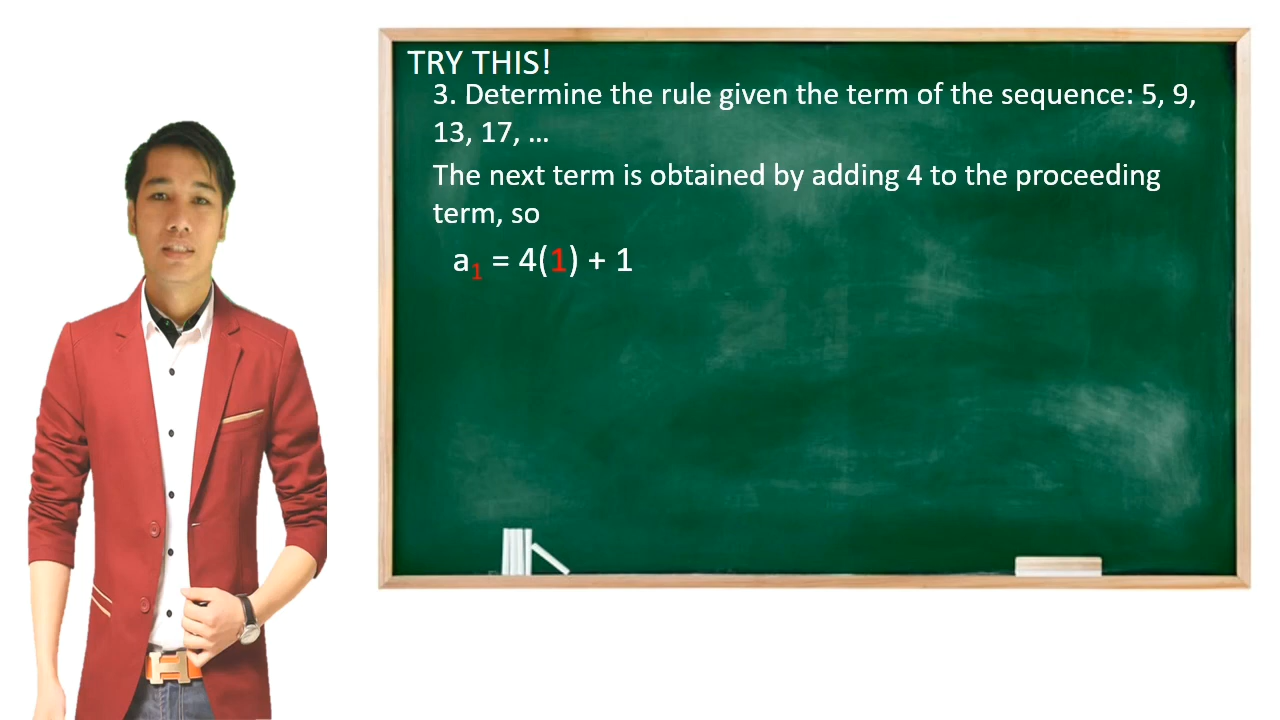 TRY THIS!
3. Determine the rule given the term of the sequence: 5, 9,
13, 17, …
The next term is obtained by adding 4 to the proceeding
term, so
a₁ = 4(1) + 1